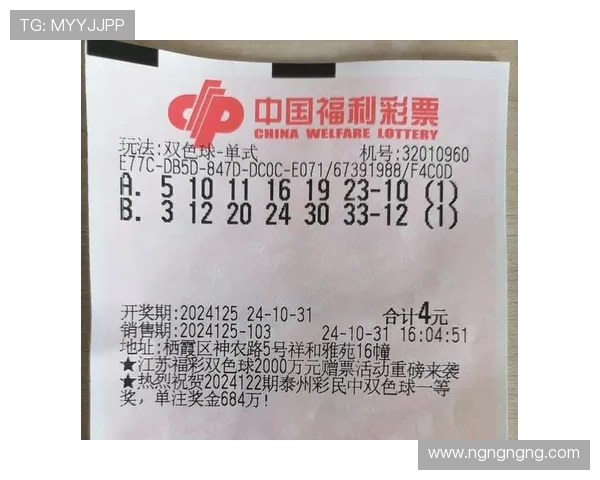 TG: MYYJJPP
中国福利彩票
CHINA WELFARE LOTTERY
玩法:双色球-单式 机号:32010960
E77C-DB5D-847D-DC0C-E071/67391988/F4C0D
A. 5 10 11 16 19 23-10 (1)
B. 3 12 20 24 30 33-12 (1)
开奖期:2024125 24-10-31 合计4元
销售期:2024125-103 24-10-31 16:04:51
地址:栖霞区神农路5号祥和雅苑16幢
★江苏福彩双色球2000万元赠票活动重磅来袭
★热烈祝贺2024122期泰州彩民中双色球一等
奖，单注奖金684万!
www.ngngngng.com